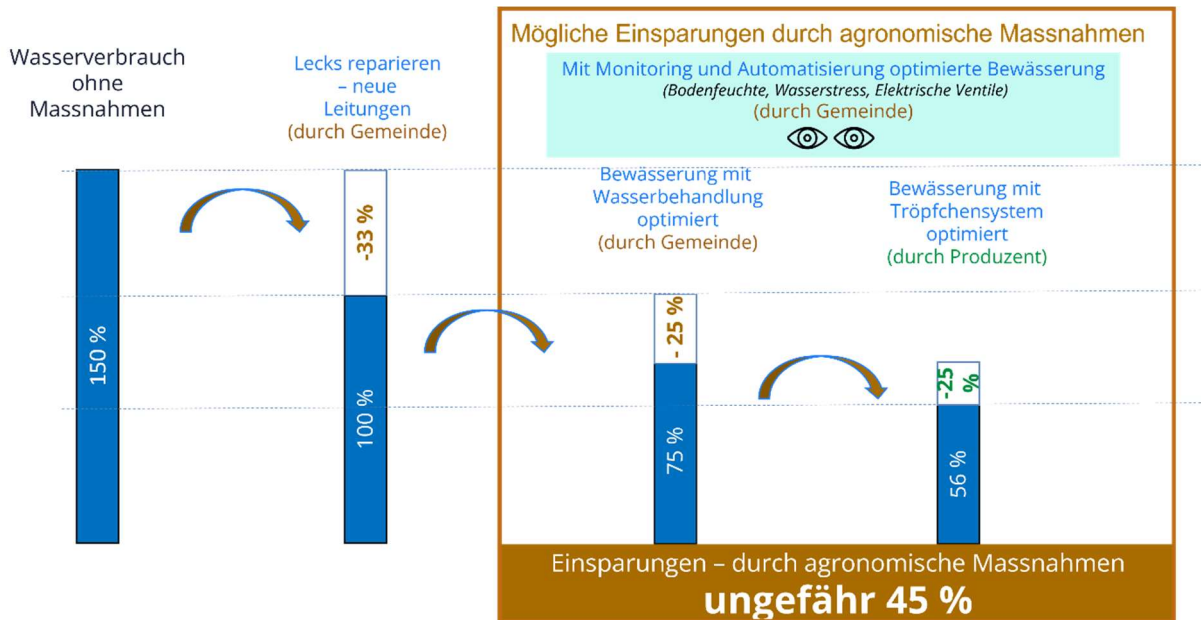 Wasserverbrauch
ohne
Massnahmen
150 %
Lecks reparieren
– neue
Leitungen
(durch Gemeinde)
-33 %
100 %
Mögliche Einsparungen durch agronomische Massnahmen
Mit Monitoring und Automatisierung optimierte Bewässerung
(Bodenfeuchte, Wasserstress, Elektrische Ventile)
(durch Gemeinde)
Bewässerung mit
Wasserbehandlung
optimiert
(durch Gemeinde)
- 25 %
75 %
Bewässerung mit
Tröpfchensystem
optimiert
(durch Produzent)
-25
%
56 %
Einsparungen – durch agronomische Massnahmen
ungefähr 45 %